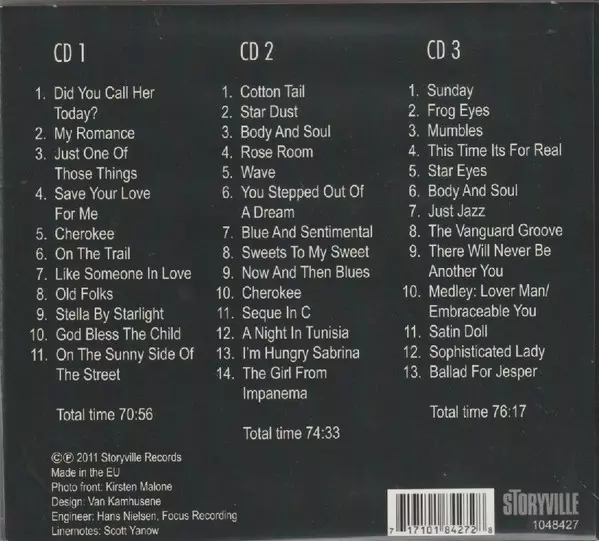 CD 1
1. Did You Call Her
Today?
2. My Romance
3. Just One Of
Those Things
4. Save Your Love
For Me
5. Cherokee
6. On The Trail
7. Like Someone In Love
8. Old Folks
9. Stella By Starlight
10. God Bless The Child
11. On The Sunny Side Of
The Street
Total time 70:56
CD 2
1. Cotton Tail
2. Star Dust
3. Body And Soul
4. Rose Room
5. Wave
6. You Stepped Out Of
A Dream
7. Blue And Sentimental
8. Sweets To My Sweet
9. Now And Then Blues
10. Cherokee
11. Seque In C
12. A Night In Tunisia
13. I'm Hungry Sabrina
14. The Girl From
Impanema
Total time 74:33
CD 3
1. Sunday
2. Frog Eyes
3. Mumbles
4. This Time Its For Real
5. Star Eyes
6. Body And Soul
7. Just Jazz
8. The Vanguard Groove
9. There Will Never Be
Another You
10. Medley: Lover Man/
Embraceable You
11. Satin Doll
12. Sophisticated Lady
13. Ballad For Jesper
Total time 76:17
©℗ 2011 Storyville Records
Made in the EU
Photo front: Kirsten Malone
Design: Van Kamhusene
Engineer: Hans Nielsen, Focus Recording
Linernotes: Scott Yanow
7 17101 84272 8
STORYVILLE
1048427